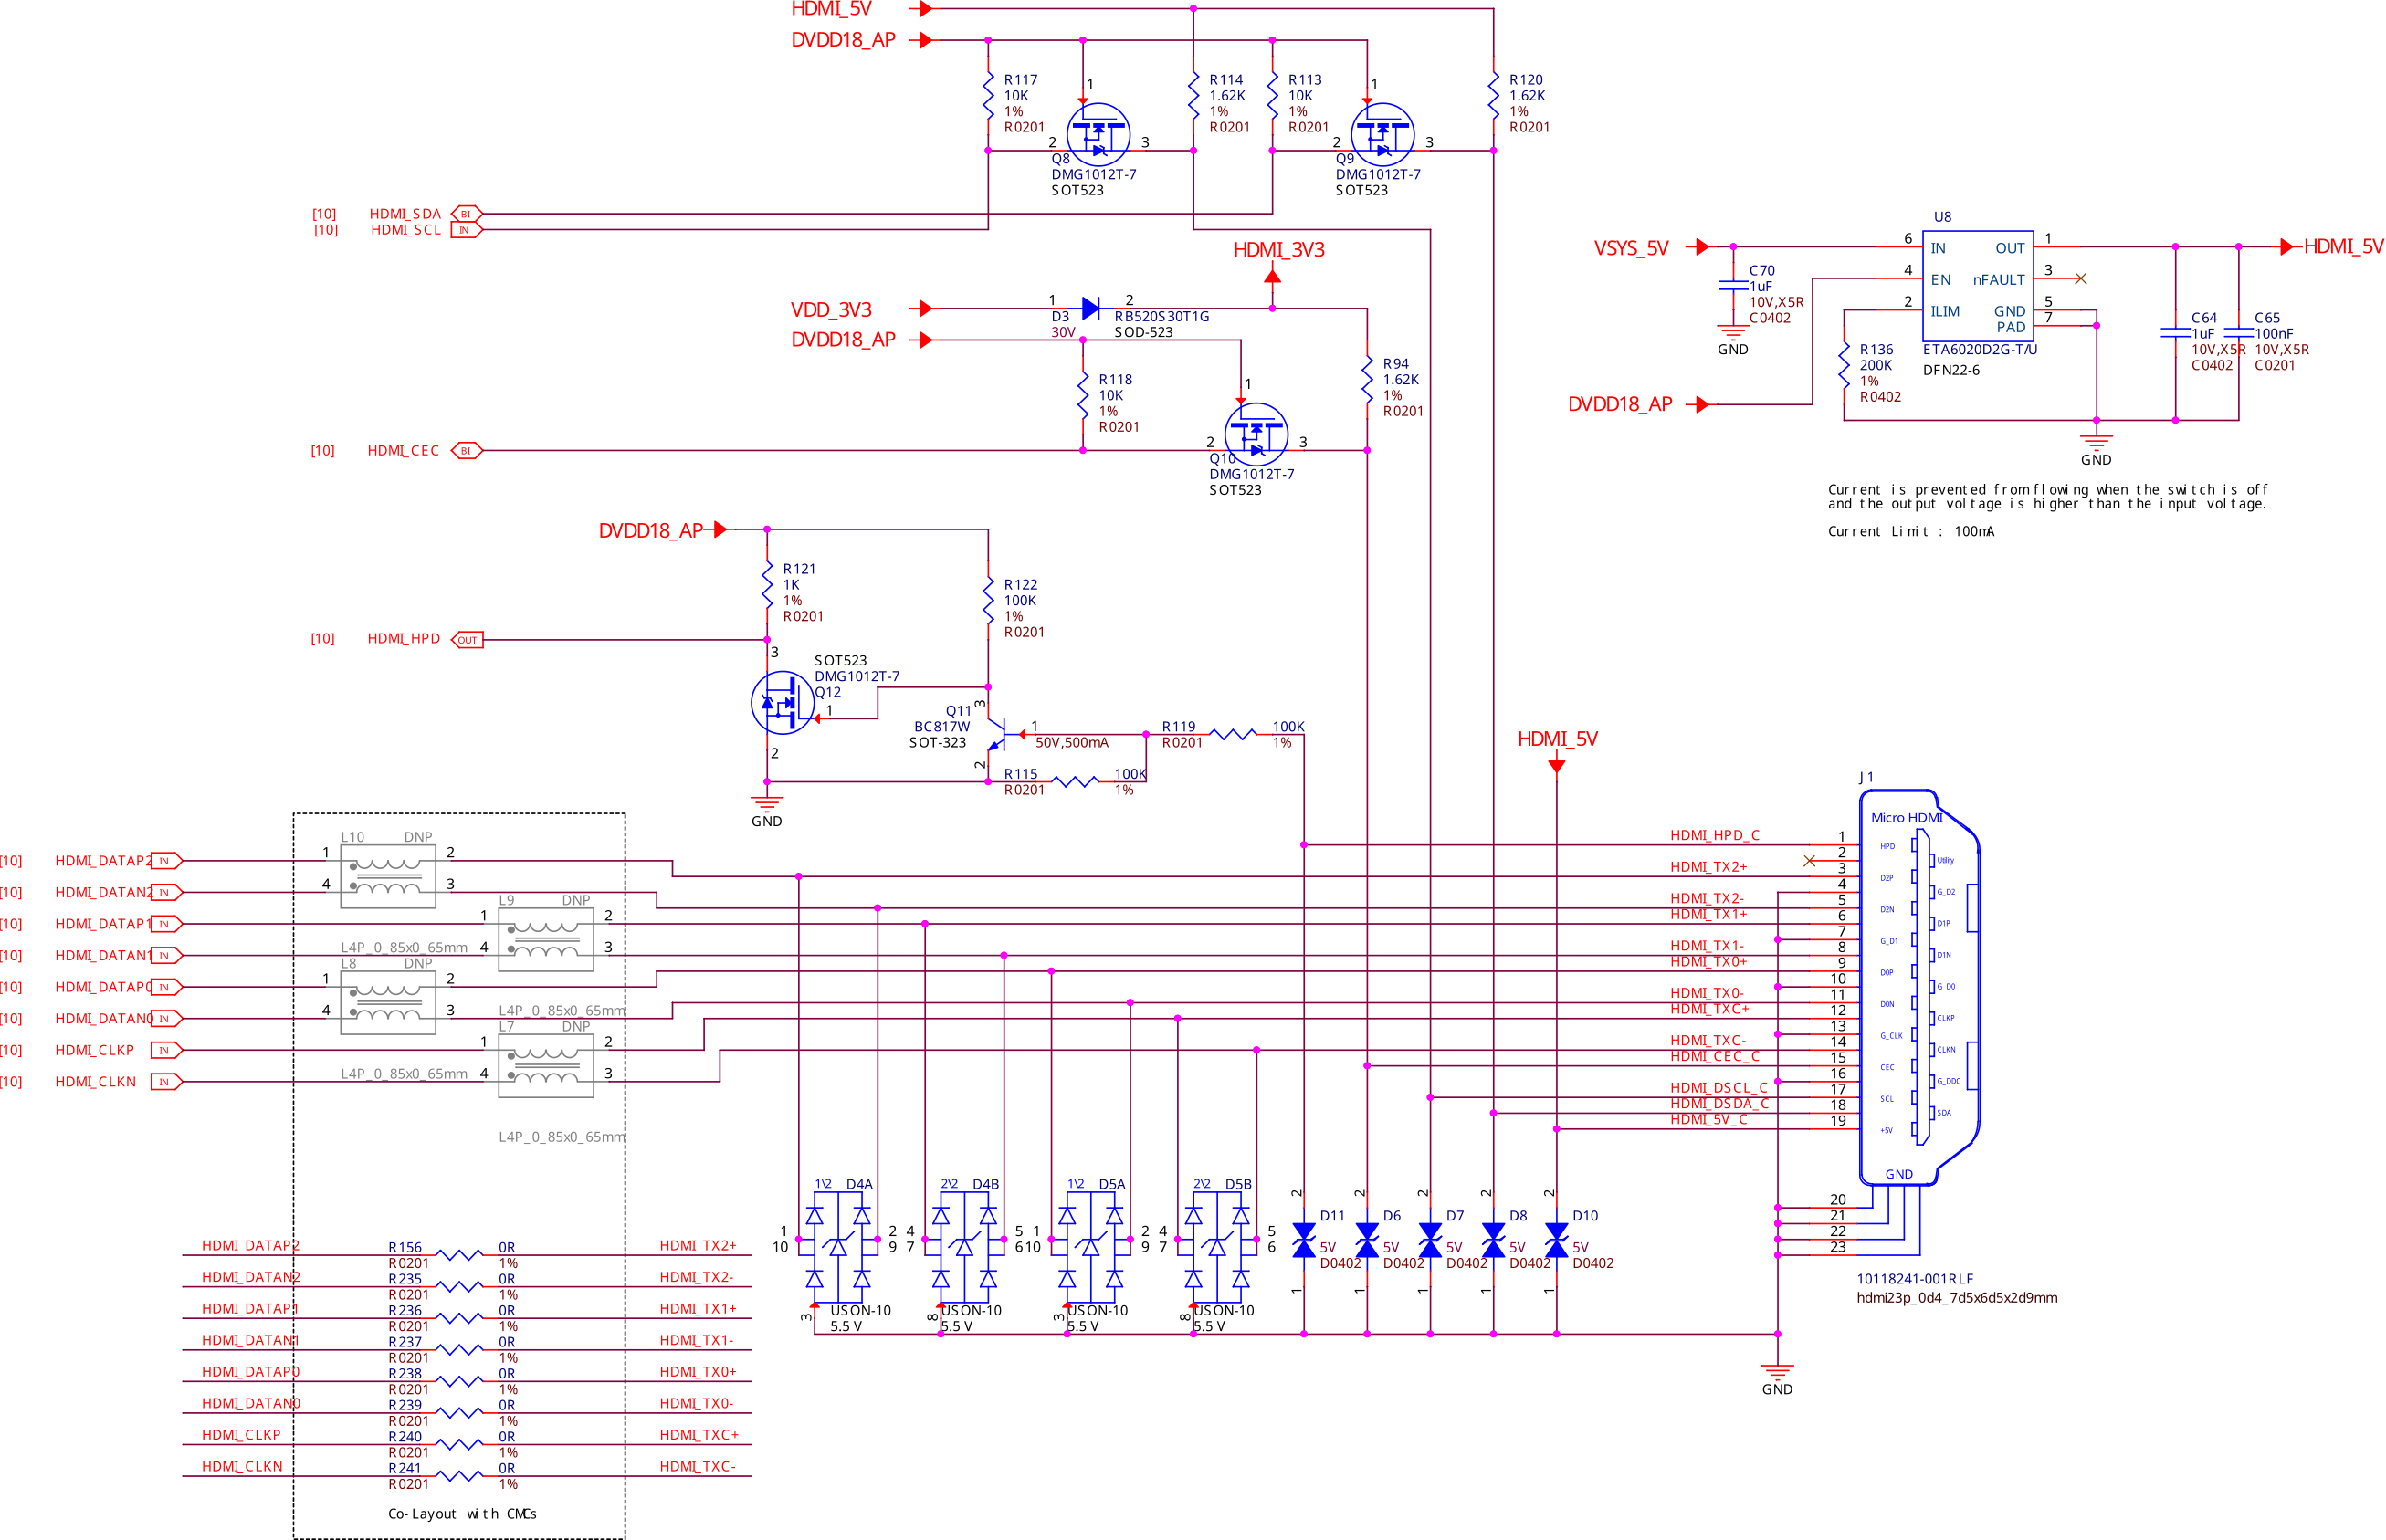 HDMI_5V
DVDD18_AP
R117
10K
1%
R0201
1
2
3
Q8
DMG1012T-7
SOT523
R114
1.62K
1%
R0201
R113
10K
1%
R0201
1
2
3
Q9
DMG1012T-7
SOT523
R120
1.62K
1%
R0201
[10] HDMI_SDA BI
[10] HDMI_SCL IN
HDMI_3V3
VDD_3V3
1
2
D3
30V
RB520S30T1G
SOD-523
DVDD18_AP
R118
10K
1%
R0201
1
2
3
Q10
DMG1012T-7
SOT523
R94
1.62K
1%
R0201
[10] HDMI_CEC BI
VSYS_5V
C70
1uF
10V,X5R
C0402
GND
DVDD18_AP
U8
6 IN OUT 1
4 EN nFAULT 3
2 ILIM GND 5
PAD 7
ETA6020D2G-T/U
DFN22-6
R136
200K
1%
R0402
HDMI_5V
C64
1uF
10V,X5R
C0402
C65
100nF
10V,X5R
C0201
GND
Current is prevented from flowing when the switch is off
and the output voltage is higher than the input voltage.
Current Limit : 100mA
DVDD18_AP
R121
1K
1%
R0201
R122
100K
1%
R0201
[10] HDMI_HPD OUT
3
SOT523
DMG1012T-7
Q12
1
2
3
Q11
BC817W
SOT-323
1
50V,500mA
2
R119
R0201
100K
1%
R115
R0201
100K
1%
GND
HDMI_5V
[10] HDMI_DATAP2 IN
[10] HDMI_DATAN2 IN
[10] HDMI_DATAP1 IN
[10] HDMI_DATAN1 IN
[10] HDMI_DATAP0 IN
[10] HDMI_DATAN0 IN
[10] HDMI_CLKP IN
[10] HDMI_CLKN IN
L10 DNP
1 2
4 3
L4P_0_85x0_65mm
L9 DNP
1 2
4 3
L4P_0_85x0_65mm
L8 DNP
1 2
4 3
L4P_0_85x0_65mm
L7 DNP
1 2
4 3
L4P_0_85x0_65mm
J1
Micro HDMI
HDMI_HPD_C 1 HPD
2 Utility
HDMI_TX2+ 3 D2P
4 G_D2
HDMI_TX2- 5 D2N
HDMI_TX1+ 6 D1P
7 G_D1
HDMI_TX1- 8 D1N
HDMI_TX0+ 9 D0P
10 G_D0
HDMI_TX0- 11 D0N
HDMI_TXC+ 12 CLKP
13 G_CLK
HDMI_TXC- 14 CLKN
HDMI_CEC_C 15 CEC
16 G_DDC
HDMI_DSCL_C 17 SCL
HDMI_DSDA_C 18 SDA
HDMI_5V_C 19 +5V
GND
20
21
22
23
10118241-001RLF
hdmi23p_0d4_7d5x6d5x2d9mm
1\2 D4A
1
10
2
9
3
USON-10
5.5 V
2\2 D4B
4
7
5
6
8
USON-10
5.5 V
1\2 D5A
1
10
2
9
3
USON-10
5.5 V
2\2 D5B
4
7
5
6
8
USON-10
5.5 V
2
D11
5V
D0402
1
2
D6
5V
D0402
1
2
D7
5V
D0402
1
2
D8
5V
D0402
1
2
D10
5V
D0402
1
GND
HDMI_DATAP2 R156 0R HDMI_TX2+
R0201 1%
HDMI_DATAN2 R235 0R HDMI_TX2-
R0201 1%
HDMI_DATAP1 R236 0R HDMI_TX1+
R0201 1%
HDMI_DATAN1 R237 0R HDMI_TX1-
R0201 1%
HDMI_DATAP0 R238 0R HDMI_TX0+
R0201 1%
HDMI_DATAN0 R239 0R HDMI_TX0-
R0201 1%
HDMI_CLKP R240 0R HDMI_TXC+
R0201 1%
HDMI_CLKN R241 0R HDMI_TXC-
R0201 1%
Co-Layout with CMCs